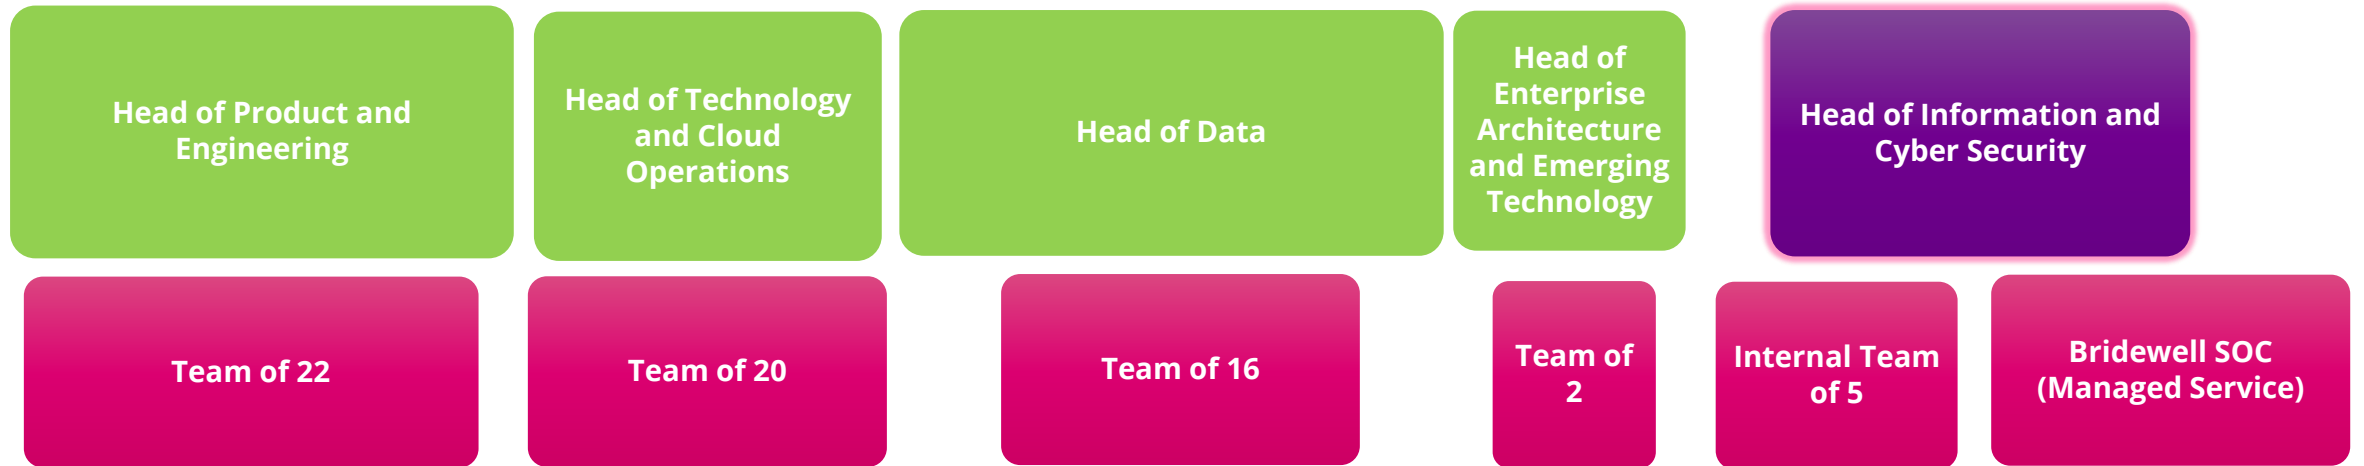 Head of Product and
Engineering
Head of Technology
and Cloud
Operations
Head of Data
Head of
Enterprise
Architecture
and Emerging
Technology
Head of Information and
Cyber Security
Team of 22
Team of 20
Team of 16
Team of
2
Internal Team
of 5
Bridewell SOC
(Managed Service)